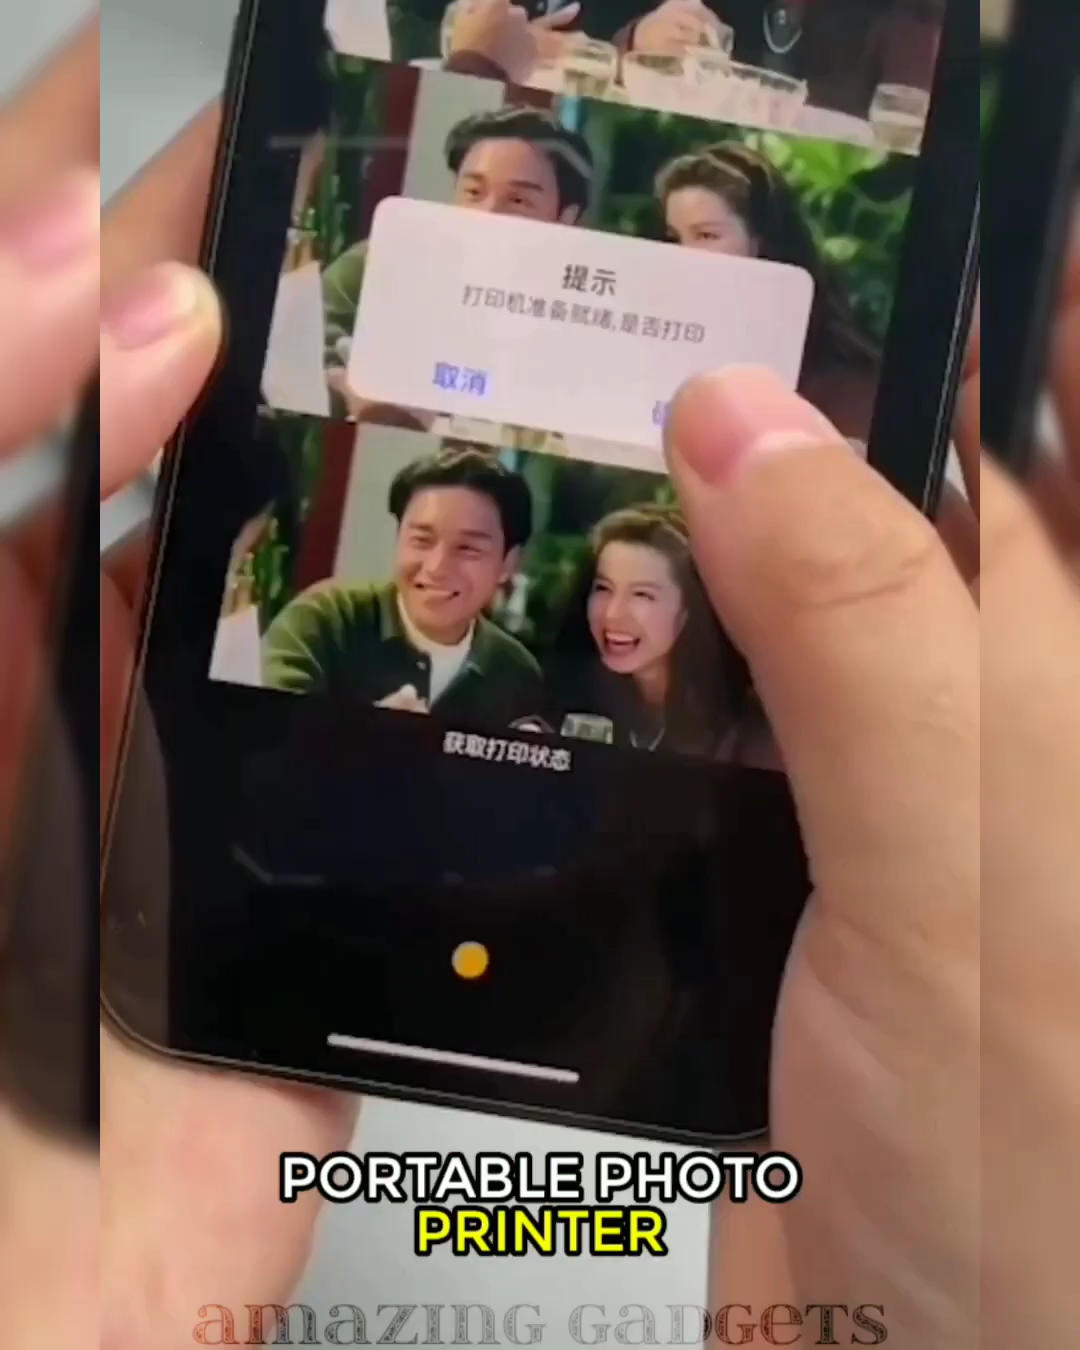 提示
打印机准备就绪,是否打印
取消
获取打印状态
PORTABLE PHOTO
PRINTER
amazing gadgets